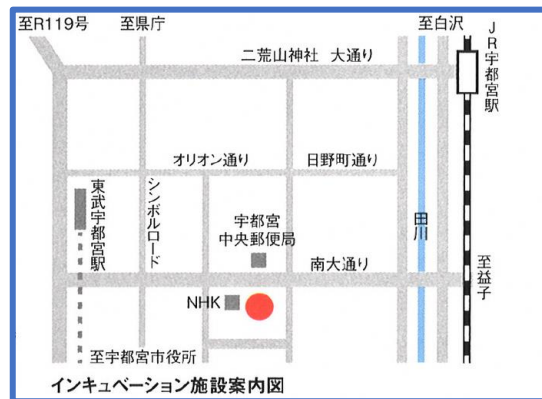 至R119号
至県庁
至白沢
JR宇都宮駅
二荒山神社 大通り
オリオン通り
日野町通り
東武宇都宮駅
シンボルロード
宇都宮
中央郵便局
田川
南大通り
至益子
NHK
至宇都宮市役所
インキュベーション施設案内図